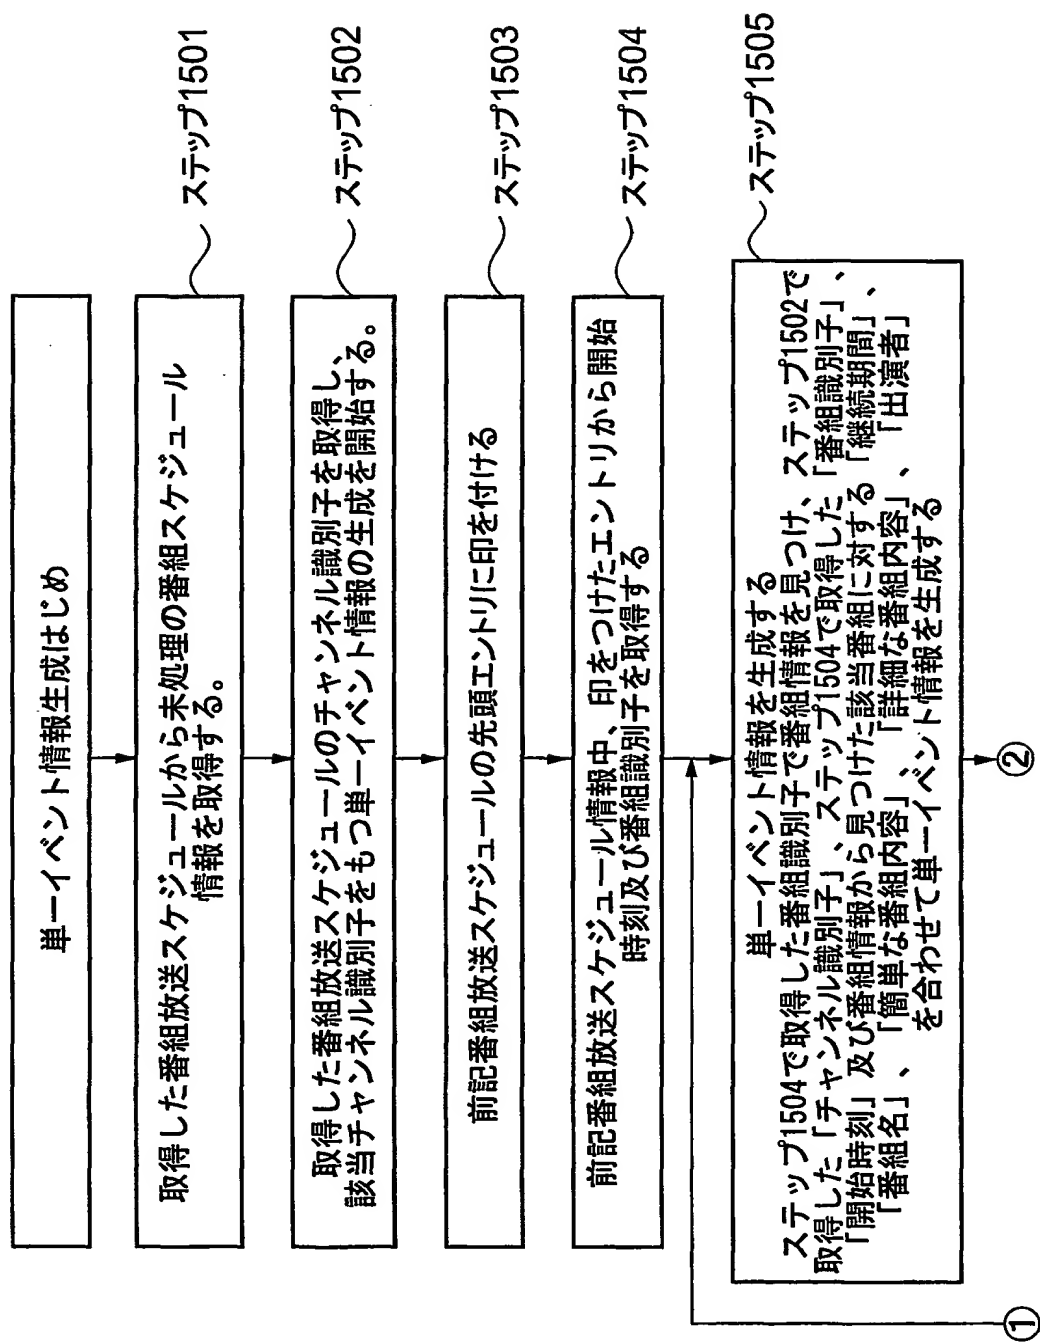 単一イベント情報生成はじめ
取得した番組放送スケジュールから未処理の番組スケジュール
情報を取得する。
ステップ1501
取得した番組放送スケジュールのチャンネル識別子を取得し、
該当チャンネル識別子をもつ単一イベント情報の生成を開始する。
ステップ1502
前記番組放送スケジュールの先頭エントリに印を付ける
ステップ1503
前記番組放送スケジュール情報中、印をつけたエントリから開始
時刻及び番組識別子を取得する
ステップ1504
単一イベント情報を生成する
ステップ1504で取得した番組識別子で番組情報を見つけ、ステップ1502で
取得した「チャンネル識別子」、ステップ1504で取得した「番組識別子」、
「開始時刻」及び番組情報から見つけた該当番組に対する「継続期間」、
「番組名」、「簡単な番組内容」、「詳細な番組内容」、「出演者」
を合わせて単一イベント情報を生成する
ステップ1505
①
②